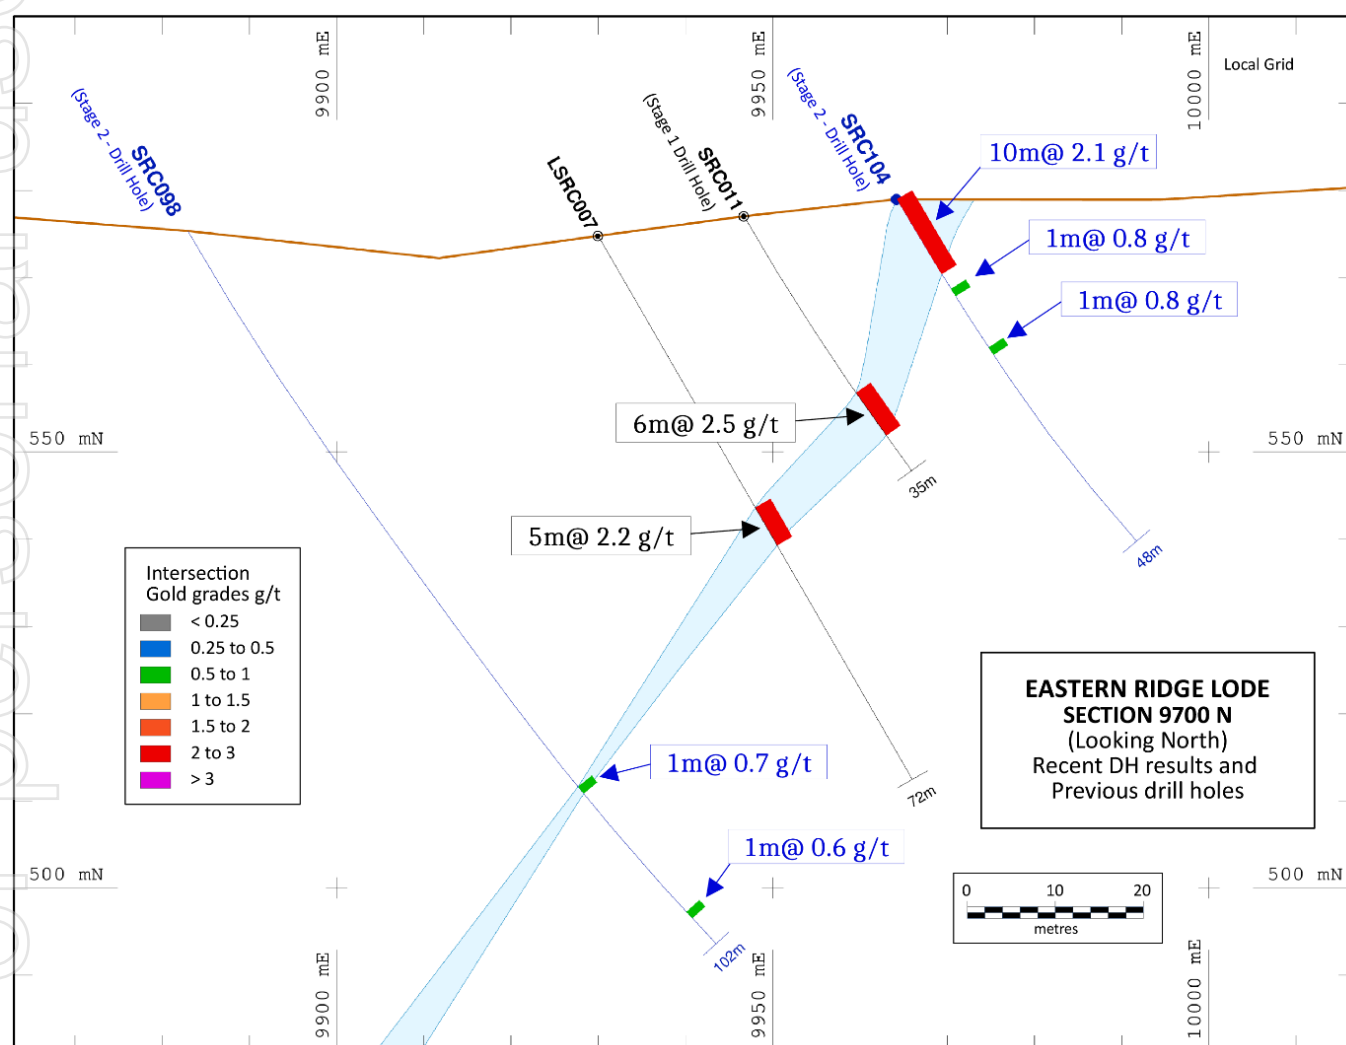 9900 mE
9950 mE
10000 mE
Local Grid
SRC098
(Stage 2 - Drill Hole)
LSRC007
SRC011
(Stage 1 Drill Hole)
SRC104
(Stage 2 - Drill Hole)
10m@ 2.1 g/t
1m@ 0.8 g/t
1m@ 0.8 g/t
6m@ 2.5 g/t
550 mN
550 mN
35m
5m@ 2.2 g/t
48m
Intersection
Gold grades g/t
< 0.25
0.25 to 0.5
0.5 to 1
1 to 1.5
1.5 to 2
2 to 3
> 3
EASTERN RIDGE LODE
SECTION 9700 N
(Looking North)
Recent DH results and
Previous drill holes
1m@ 0.7 g/t
72m
1m@ 0.6 g/t
500 mN
500 mN
0 10 20
metres
102m
9900 mE
9950 mE
10000 mE